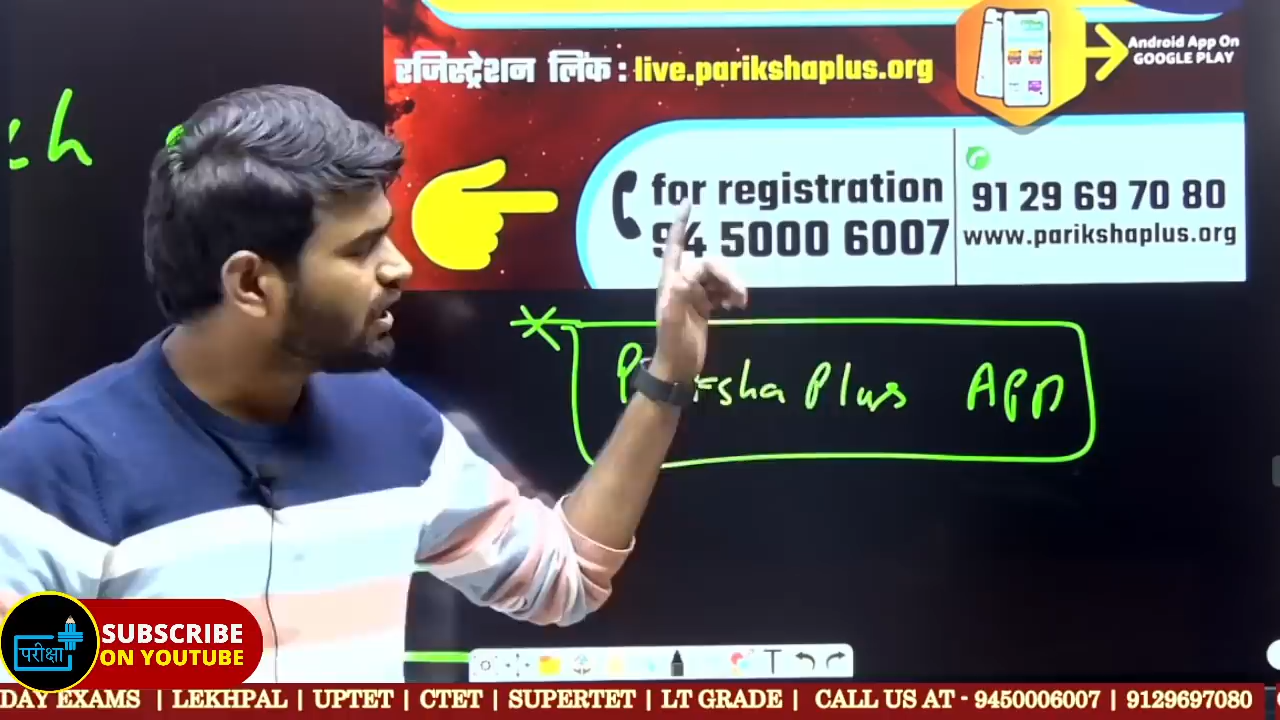 रजिस्ट्रेशन लिंक : live.parikshaplus.org
Android App On
GOOGLE PLAY
for registration
94 5000 6007
91 29 69 70 80
www.parikshaplus.org
Plus App
परीक्षा
SUBSCRIBE
ON YOUTUBE
DAY EXAMS | LEKHPAL | UPTET | CTET | SUPERTET | LT GRADE | CALL US AT - 9450006007 | 9129697080